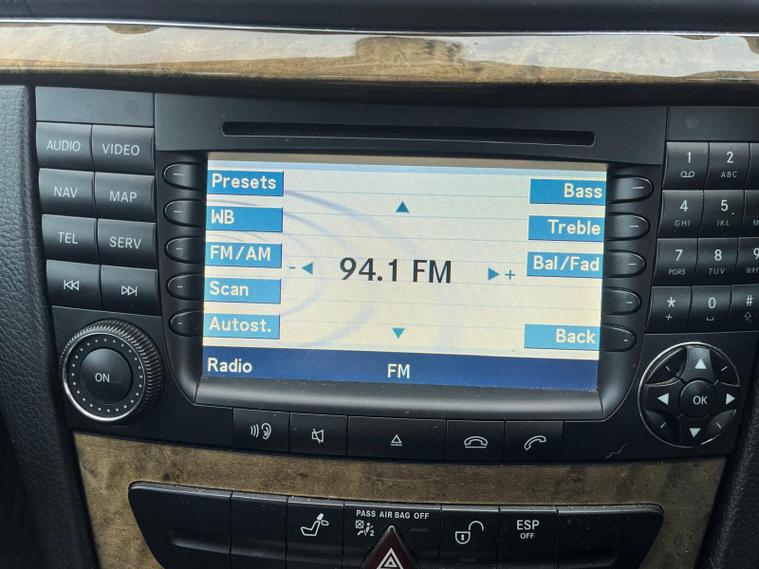 AUDIO VIDEO
NAV MAP
TEL SERV
ON
Presets
WB
FM/AM
Scan
Autost.
94.1 FM
- +
Bass
Treble
Bal/Fad
Back
Radio FM
1 2 ABC
4 GHI 5 JKL
7 PQRS 8 TUV 9
* + 0 #
OK
PASS AIR BAG OFF
2
ESP
OFF